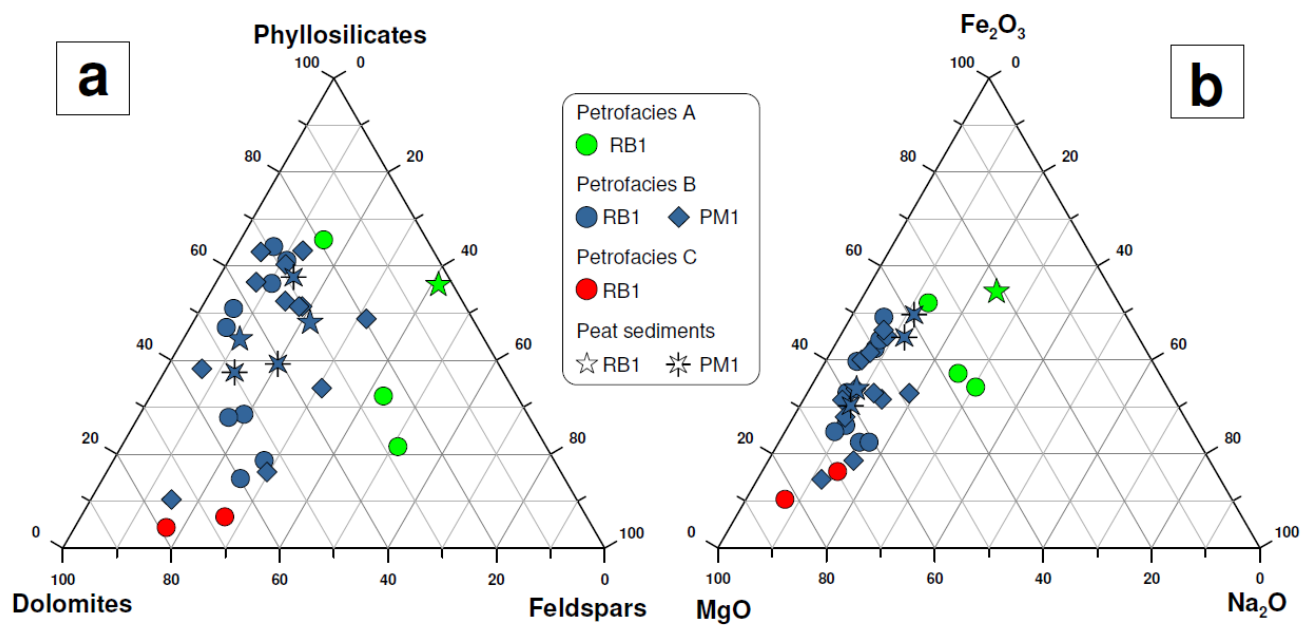 a
Phyllosilicates
100 0
80 20
60 40
40 60
20 80
0 100
100 80 60 40 20 0
Dolomites Feldspars
Petrofacies A
RB1
Petrofacies B
RB1 PM1
Petrofacies C
RB1
Peat sediments
RB1 PM1
b
Fe₂O₃
100 0
80 20
60 40
40 60
20 80
0 100
100 80 60 40 20 0
MgO Na₂O